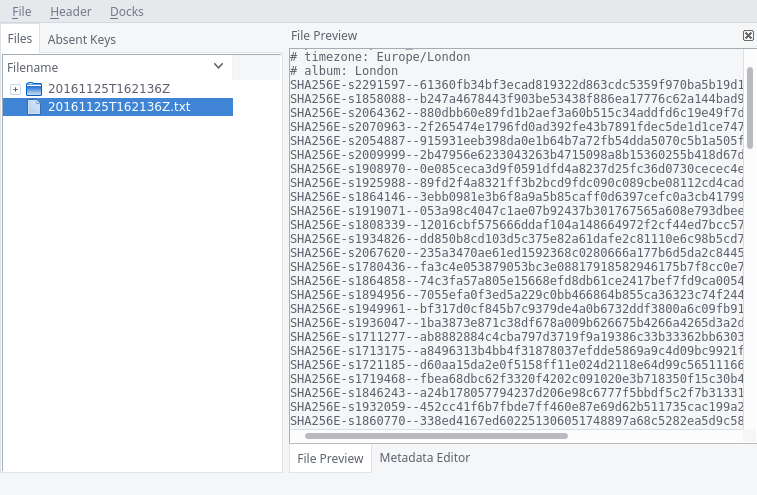 File Header Docks
Files Absent Keys
Filename
20161125T162136Z
20161125T162136Z.txt
File Preview
# timezone: Europe/London
# album: London
SHA256E-s2291597--61360fb34bf3ecad819322d863cdc5359f970ba5b19d1
SHA256E-s1858088--b247a4678443f903be53438f886ea17776c62a144bad9
SHA256E-s2064362--880dbb60e89fd1b2aef3a60b515c34addfd6c19e49f7d
SHA256E-s2070963--2f265474e1796fd0ad392fe43b7891fdec5de1d1ce747
SHA256E-s2054887--915931eeb398da0e1b64b7a72fb54dda5070c5b1a505f
SHA256E-s2009999--2b47956e6233043263b4715098a8b15360255b418d67d
SHA256E-s1908970--0e085ceca3d9f0591dfd4a8237d25fc36d0730cecec4e
SHA256E-s1925988--89fd2f4a8321ff3b2bcd9fdc090c089cbe08112cd4cad
SHA256E-s1864146--3ebb0981e3b6f8a9a5b85caff0d6397cefc0a3cb41799
SHA256E-s1919071--053a98c4047c1ae07b92437b301767565a608e793dbee
SHA256E-s1808339--12016cbf575666ddaf104a148664972f2cf44ed7bcc57
SHA256E-s1934826--dd850b8cd103d5c375e82a61dafe2c81110e6c98b5cd7
SHA256E-s2067620--235a3470ae61ed1592368c0280666a177b6d5da2c8445
SHA256E-s1780436--fa3c4e053879053bc3e08817918582946175b7f8cc0e7
SHA256E-s1864858--74c3fa57a805e15668efd8db61ce2417bef7fd9ca0054
SHA256E-s1894956--7055efa0f3ed5a229c0bb466864b855ca36323c74f244
SHA256E-s1949961--bf317d0cf845b7c9379de4a0b6732ddf3800a6c09fb91
SHA256E-s1936047--1ba3873e871c38df678a009b626675b4266a4265d3a2d
SHA256E-s1711277--ab8882884c4cba797d3719f9a19386c33b33362bb6303
SHA256E-s1713175--a8496313b4bb4f31878037efdde5869a9c4d09bc9921f
SHA256E-s1721185--d60aa15da2e0f5158ff11e024d2118e64d99c56511166
SHA256E-s1719468--fbea68dbc62f3320f4202c091020e3b718350f15c30b4
SHA256E-s1846243--a24b178057794237d206e98c6777f5bbdf5c2f7b31331
SHA256E-s1932059--452cc41f6b7fbde7ff460e87e69d62b511735cac199a2
SHA256E-s1860770--338ed4167ed602251306051748897a68c5282ea5d9c58
File Preview Metadata Editor